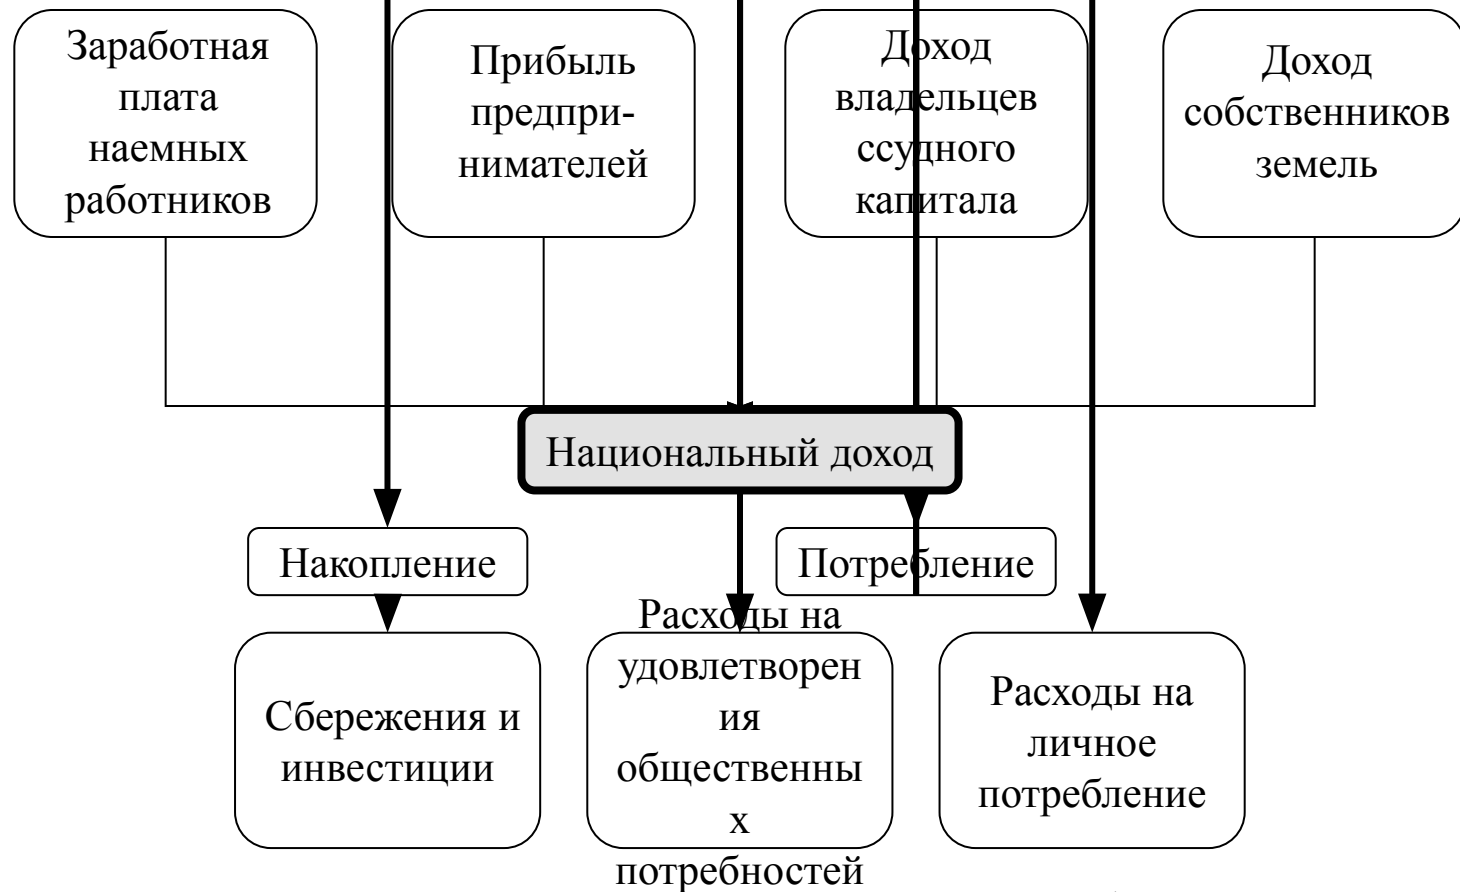 Заработная
плата
наемных
работников
Прибыль
предпри-
нимателей
Доход
владельцев
ссудного
капитала
Доход
собственников
земель
Национальный доход
Накопление
Потребление
Сбережения и
инвестиции
Расходы на
удовлетворен
ия
общественны
х
потребностей
Расходы на
личное
потребление